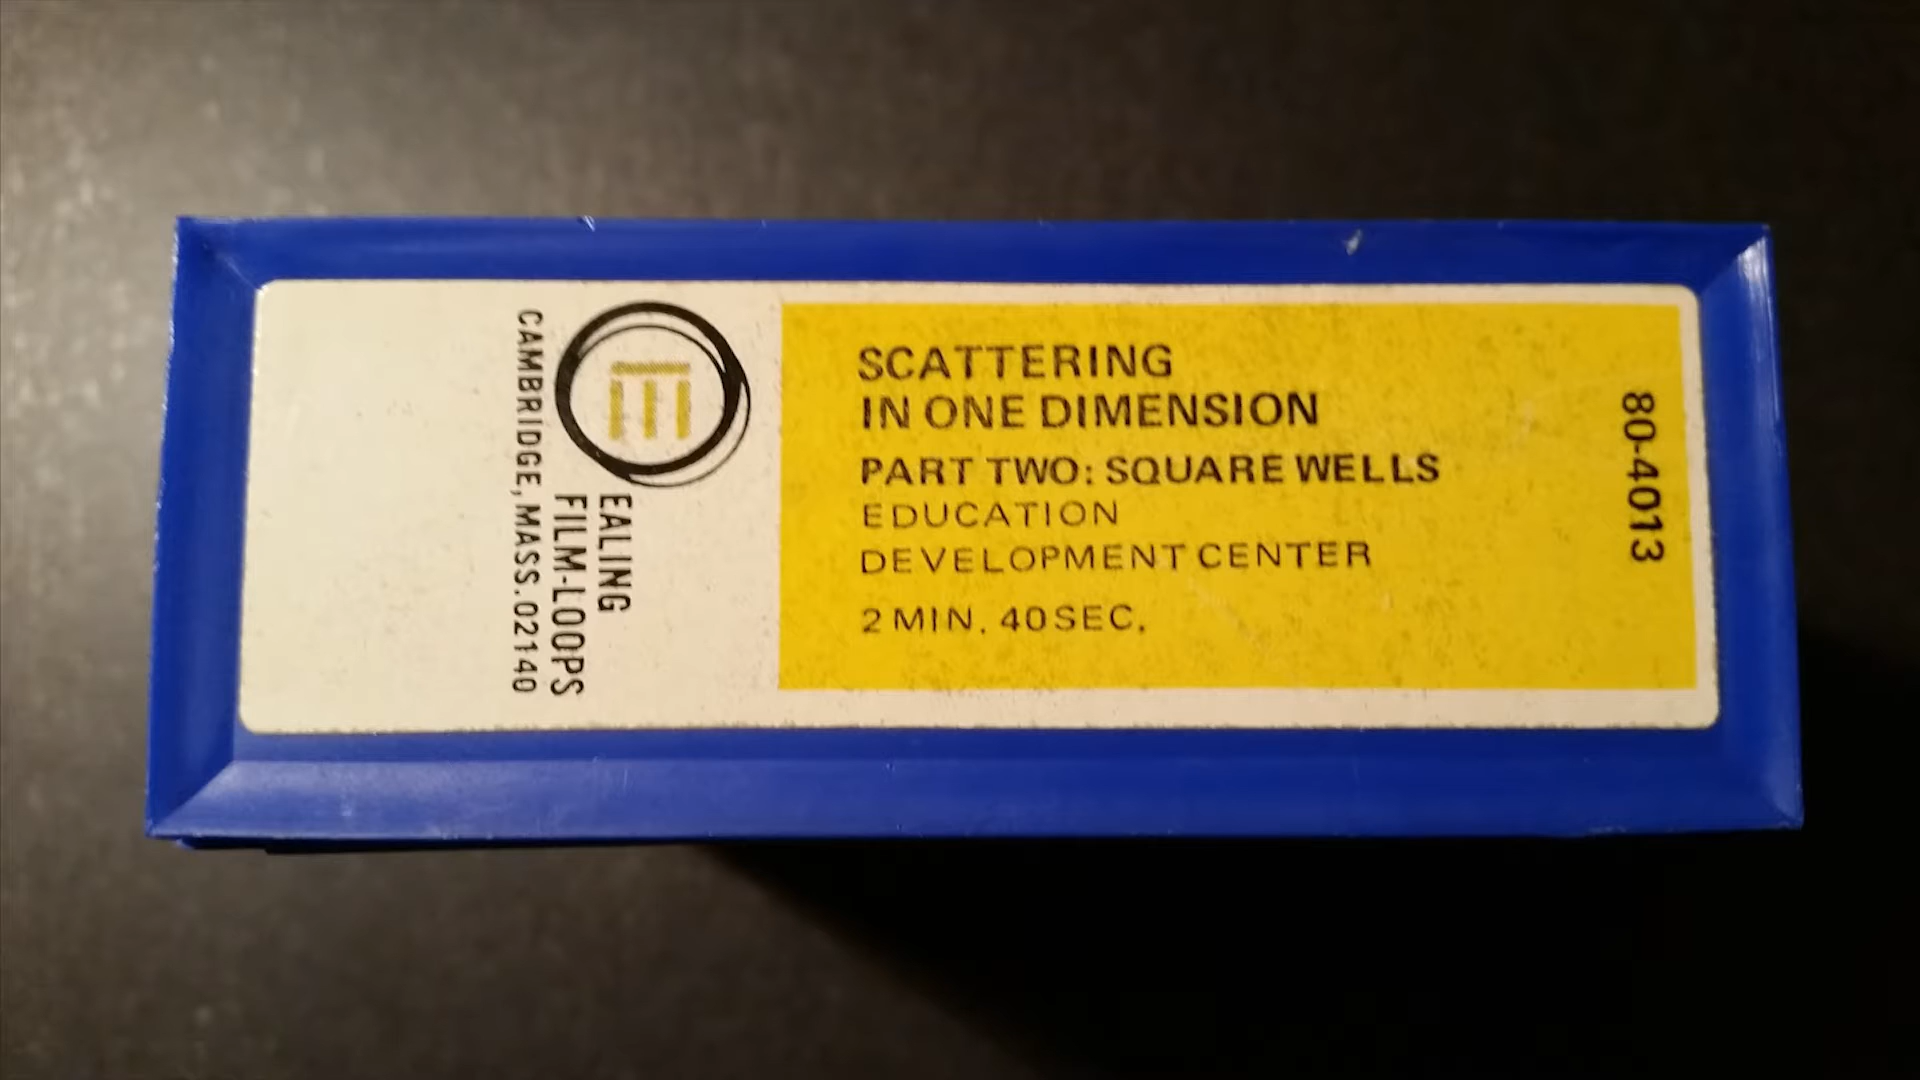 EALING
FILM-LOOPS
CAMBRIDGE, MASS. 02140
SCATTERING
IN ONE DIMENSION
PART TWO: SQUARE WELLS
EDUCATION
DEVELOPMENT CENTER
2 MIN. 40 SEC.
80-4013